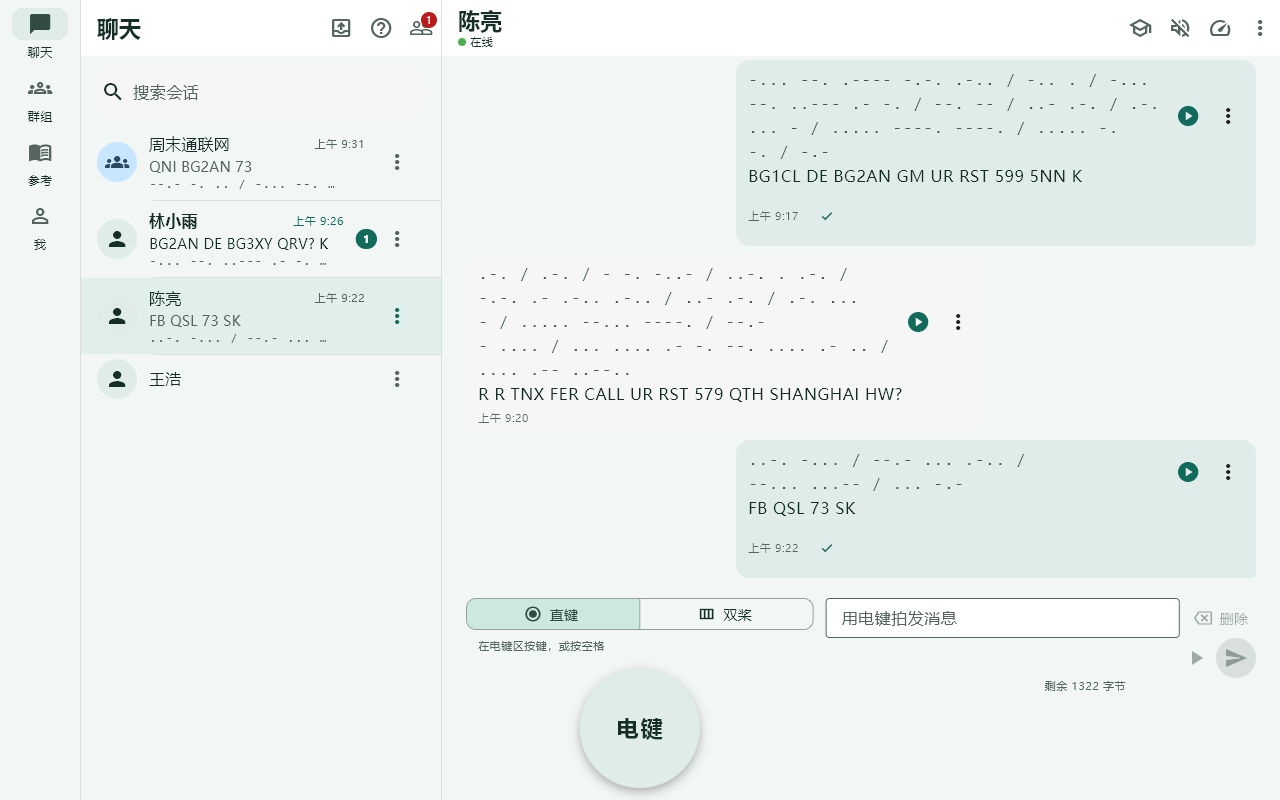 聊天
群组
参考
我
聊天
1
搜索会话
周末通联网
上午 9:31
QNI BG2AN 73
--.- -. .. / -... --. …
林小雨
上午 9:26
BG2AN DE BG3XY QRV? K
1
-... --. ..--- .- -. …
陈亮
上午 9:22
FB QSL 73 SK
..-. -... / --.- ... …
王浩
陈亮
在线
-... --. .---- -.-. .-.. / -.. . / -...
--. ..--- .- -. / --. -- / ..- .-. / .-.
... - / ..... ----. ----. / ..... -.
-. / -.-
BG1CL DE BG2AN GM UR RST 599 5NN K
上午 9:17
.-. / .-. / - -. -..- / ..-. . .-. /
-.-. .- .-.. .-.. / ..- .-. / .-. ...
- / ..... --... ----. / --.-
- .... / ... .... .- -. --. .... .- .. /
.... .-- ..--..
R R TNX FER CALL UR RST 579 QTH SHANGHAI HW?
上午 9:20
..-. -... / --.- ... .-.. /
--... ...-- / ... -.-
FB QSL 73 SK
上午 9:22
直键
双桨
用电键拍发消息
删除
在电键区按键，或按空格
剩余 1322 字节
电键